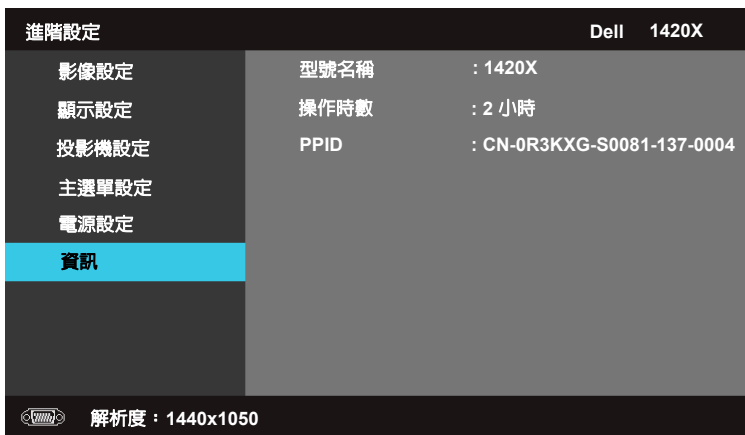 進階設定 Dell 1420X
影像設定 型號名稱 : 1420X
顯示設定 操作時數 : 2 小時
投影機設定 PPID : CN-0R3KXG-S0081-137-0004
主選單設定
電源設定
資訊
解析度：1440x1050